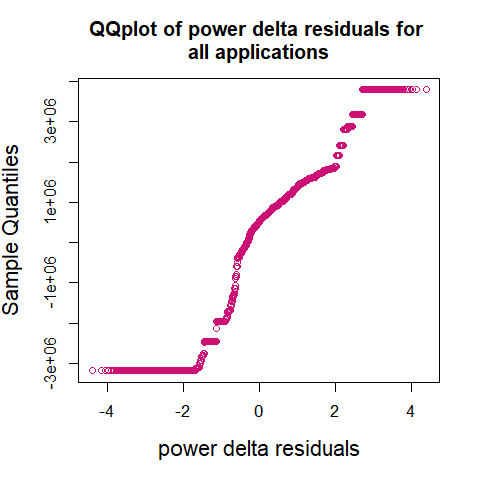 QQplot of power delta residuals for
all applications
Sample Quantiles
3e+06
1e+06
-1e+06
-3e+06
-4
-2
0
2
4
power delta residuals